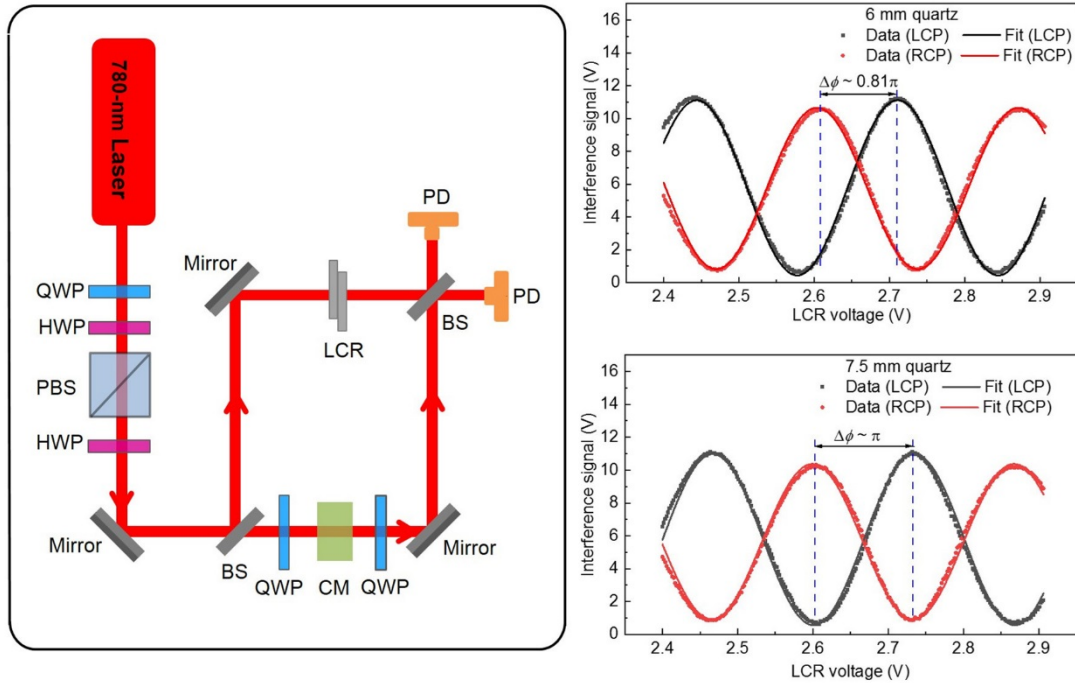 780-nm Laser
QWP
HWP
PBS
HWP
Mirror
BS
QWP
CM
QWP
Mirror
Mirror
LCR
BS
PD
PD
6 mm quartz
Data (LCP) Fit (LCP)
Data (RCP) Fit (RCP)
Δϕ ~ 0.81π
Interference signal (V)
16
14
12
10
8
6
4
2
0
2.4 2.5 2.6 2.7 2.8 2.9
LCR voltage (V)
7.5 mm quartz
Data (LCP) Fit (LCP)
Data (RCP) Fit (RCP)
Δϕ ~ π
Interference signal (V)
16
14
12
10
8
6
4
2
0
2.4 2.5 2.6 2.7 2.8 2.9
LCR voltage (V)